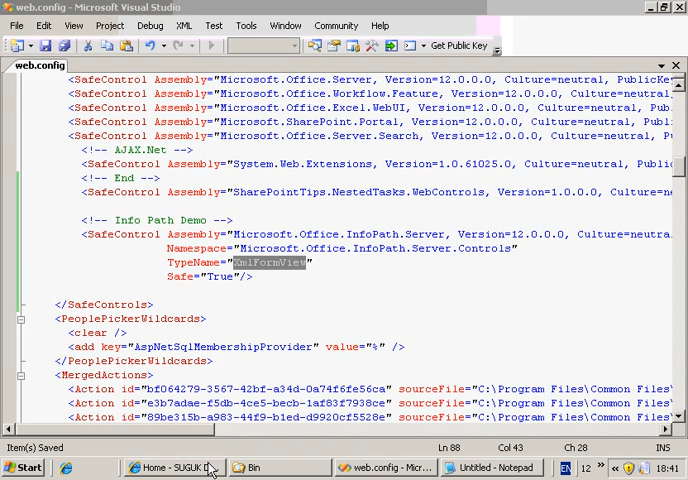 web.config - Microsoft Visual Studio
File Edit View Project Debug XML Test Tools Window Community Help
Get Public Key
web.config
<SafeControl Assembly="Microsoft.Office.Server, Version=12.0.0.0, Culture=neutral, PublicKe
<SafeControl Assembly="Microsoft.Office.Workflow.Feature, Version=12.0.0.0, Culture=neutral
<SafeControl Assembly="Microsoft.Office.Excel.WebUI, Version=12.0.0.0, Culture=neutral, Pub
<SafeControl Assembly="Microsoft.SharePoint.Portal, Version=12.0.0.0, Culture=neutral, Publ
<SafeControl Assembly="Microsoft.Office.Server.Search, Version=12.0.0.0, Culture=neutral, P
<!-- AJAX.Net -->
<SafeControl Assembly="System.Web.Extensions, Version=1.0.61025.0, Culture=neutral, Public
<!-- End -->
<SafeControl Assembly="SharePointTips.NestedTasks.WebControls, Version=1.0.0.0, Culture=ne
<!-- Info Path Demo -->
<SafeControl Assembly="Microsoft.Office.InfoPath.Server, Version=12.0.0.0, Culture=neutral,
Namespace="Microsoft.Office.InfoPath.Server.Controls"
TypeName="XmlFormView"
Safe="True"/>
</SafeControls>
<PeoplePickerWildcards>
<clear />
<add key="AspNetSqlMembershipProvider" value="%" />
</PeoplePickerWildcards>
<MergedActions>
<Action id="bf064279-3567-42bf-a34d-0a74f6fe56ca" sourceFile="C:\Program Files\Common Files\
<Action id="e3b7adae-f5db-4ce5-becb-1af83f7938ce" sourceFile="C:\Program Files\Common Files\
<Action id="89be315b-a983-44f9-b1ed-d9920cf5528e" sourceFile="C:\Program Files\Common Files\
Item(s) Saved Ln 88 Col 43 Ch 28 INS
Start Home - SUGUK D... Bin web.config - Micros... Untitled - Notepad EN 12 » 18:41